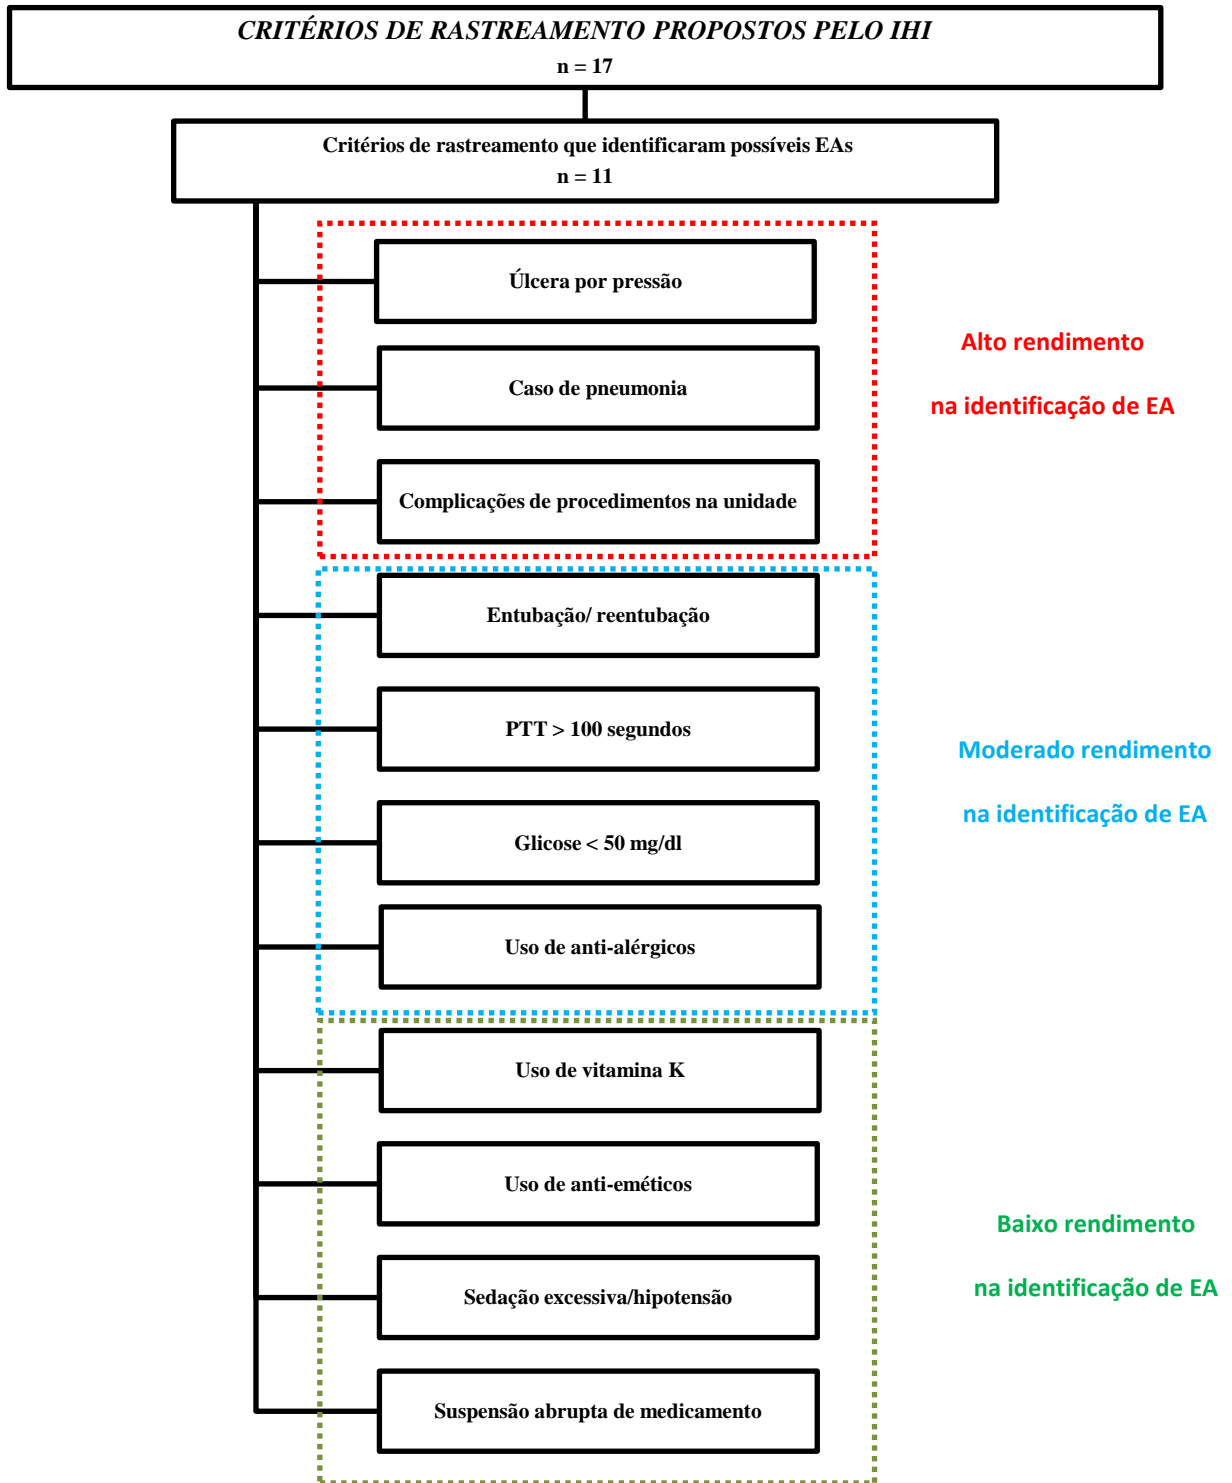 CRITÉRIOS DE RASTREAMENTO PROPOSTOS PELO IHI
n = 17
Critérios de rastreamento que identificaram possíveis EAs
n = 11
Úlcera por pressão
Caso de pneumonia
Complicações de procedimentos na unidade
Alto rendimento
na identificação de EA
Entubação/ reentubação
PTT > 100 segundos
Glicose < 50 mg/dl
Uso de anti-alérgicos
Moderado rendimento
na identificação de EA
Uso de vitamina K
Uso de anti-eméticos
Sedação excessiva/hipotensão
Suspensão abrupta de medicamento
Baixo rendimento
na identificação de EA